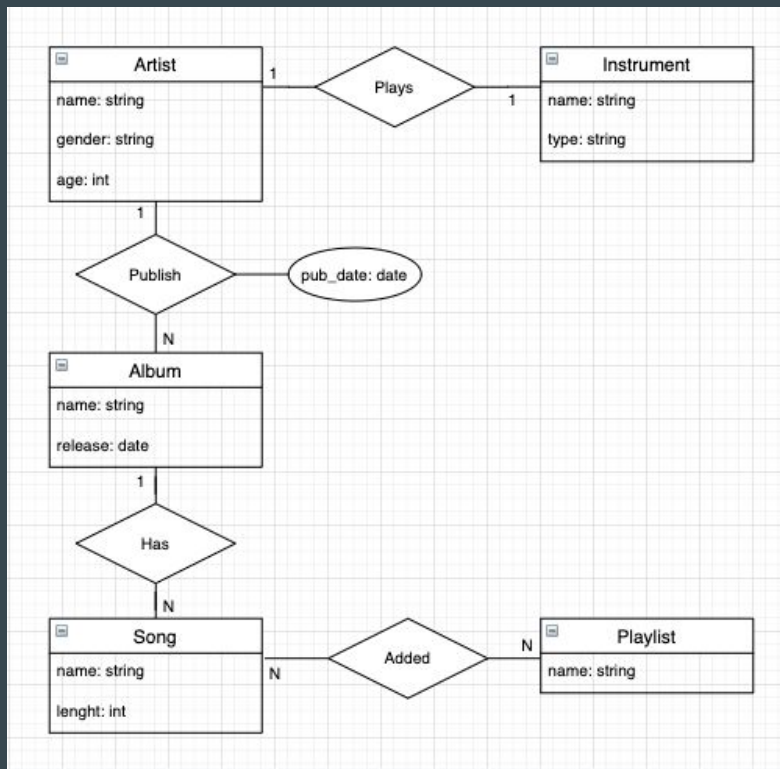 Artist
name: string
gender: string
age: int
1
Plays
1
Instrument
name: string
type: string
1
Publish
pub_date: date
N
Album
name: string
release: date
1
Has
N
Song
name: string
lenght: int
N
Added
N
Playlist
name: string